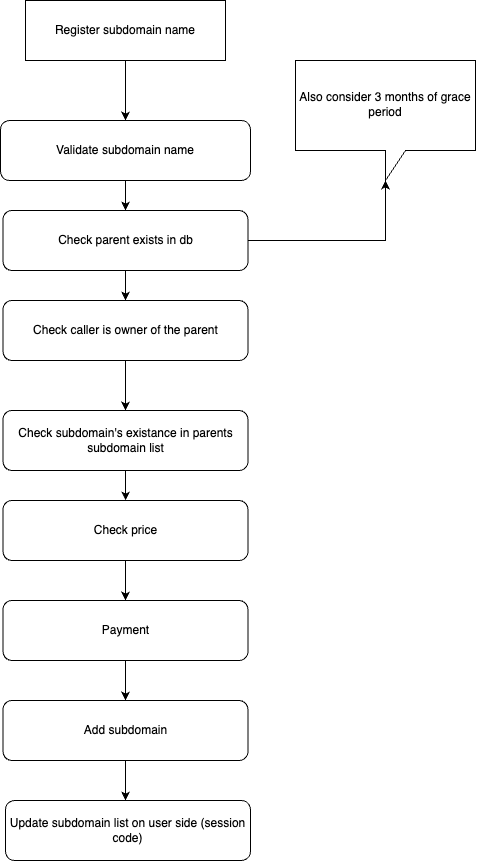 Register subdomain name
Also consider 3 months of grace
period
Validate subdomain name
Check parent exists in db
Check caller is owner of the parent
Check subdomain's existance in parents
subdomain list
Check price
Payment
Add subdomain
Update subdomain list on user side (session
code)